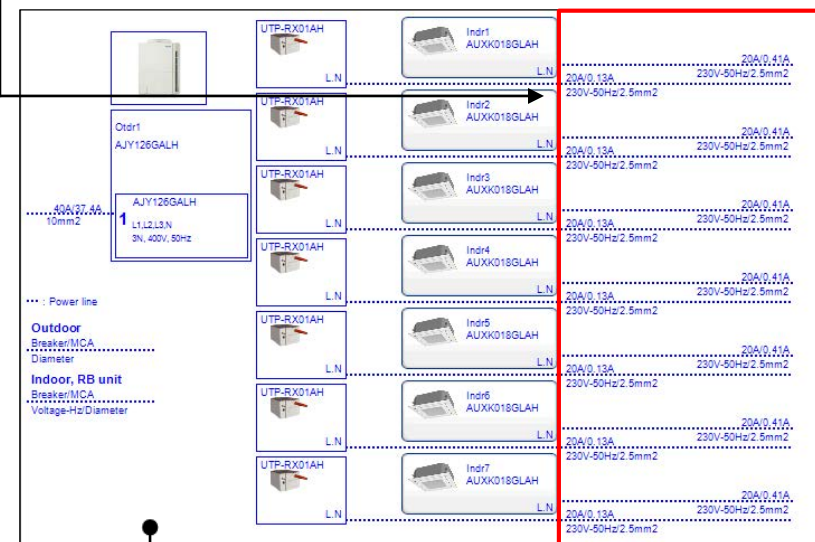 UTP-RX01AH
L.N
Indr1
AUXK018GLAH
L.N
20A/0.41A
230V-50Hz/2.5mm2
20A/0.13A
230V-50Hz/2.5mm2
UTP-RX01AH
L.N
Indr2
AUXK018GLAH
L.N
20A/0.41A
230V-50Hz/2.5mm2
20A/0.13A
230V-50Hz/2.5mm2
Otdr1
AJY126GALH
UTP-RX01AH
L.N
Indr3
AUXK018GLAH
L.N
20A/0.41A
230V-50Hz/2.5mm2
20A/0.13A
230V-50Hz/2.5mm2
40A/37.4A
10mm2
AJY126GALH
1
L1,L2,L3,N
3N, 400V, 50Hz
UTP-RX01AH
L.N
Indr4
AUXK018GLAH
L.N
20A/0.41A
230V-50Hz/2.5mm2
20A/0.13A
230V-50Hz/2.5mm2
: Power line
Outdoor
Breaker/MCA
Diameter
Indoor, RB unit
Breaker/MCA
Voltage-Hz/Diameter
UTP-RX01AH
L.N
Indr5
AUXK018GLAH
L.N
20A/0.41A
230V-50Hz/2.5mm2
20A/0.13A
230V-50Hz/2.5mm2
UTP-RX01AH
L.N
Indr6
AUXK018GLAH
L.N
20A/0.41A
230V-50Hz/2.5mm2
20A/0.13A
230V-50Hz/2.5mm2
UTP-RX01AH
L.N
Indr7
AUXK018GLAH
L.N
20A/0.41A
230V-50Hz/2.5mm2
20A/0.13A
230V-50Hz/2.5mm2